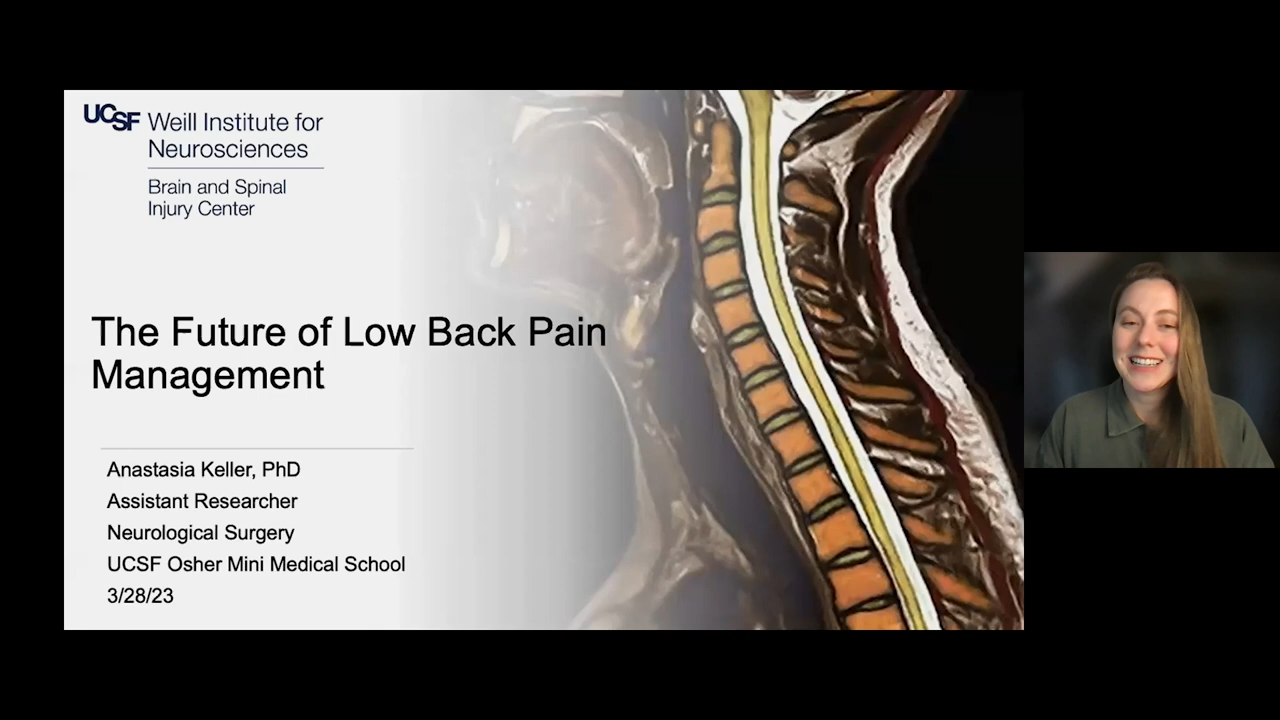 UCSF Weill Institute for
Neurosciences
Brain and Spinal
Injury Center
The Future of Low Back Pain
Management
Anastasia Keller, PhD
Assistant Researcher
Neurological Surgery
UCSF Osher Mini Medical School
3/28/23